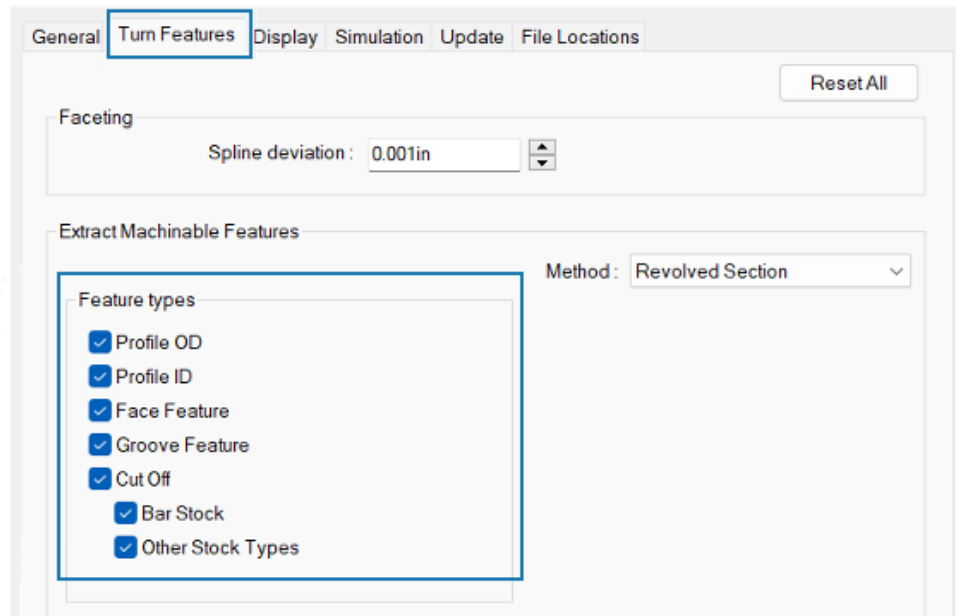 General Turn Features Display Simulation Update File Locations
Reset All
Faceting
Spline deviation : 0.001in
Extract Machinable Features
Method : Revolved Section
Feature types
Profile OD
Profile ID
Face Feature
Groove Feature
Cut Off
Bar Stock
Other Stock Types